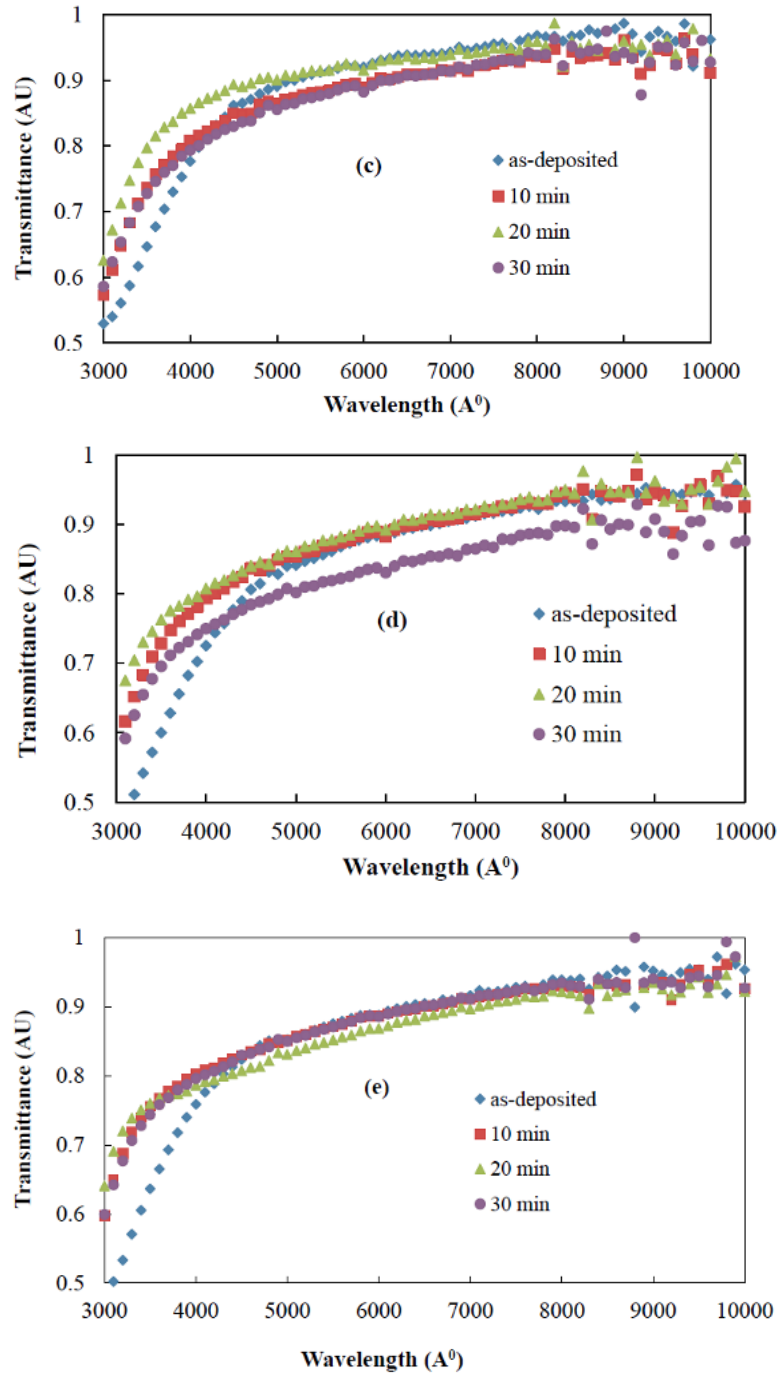 1
0.9
0.8
0.7
0.6
0.5
Transmittance (AU)
(c)
as-deposited
10 min
20 min
30 min
3000 4000 5000 6000 7000 8000 9000 10000
Wavelength (A⁰)
1
0.9
0.8
0.7
0.6
0.5
Transmittance (AU)
(d)
as-deposited
10 min
20 min
30 min
3000 4000 5000 6000 7000 8000 9000 10000
Wavelength (A⁰)
1
0.9
0.8
0.7
0.6
0.5
Transmittance (AU)
(e)
as-deposited
10 min
20 min
30 min
3000 4000 5000 6000 7000 8000 9000 10000
Wavelength (A⁰)